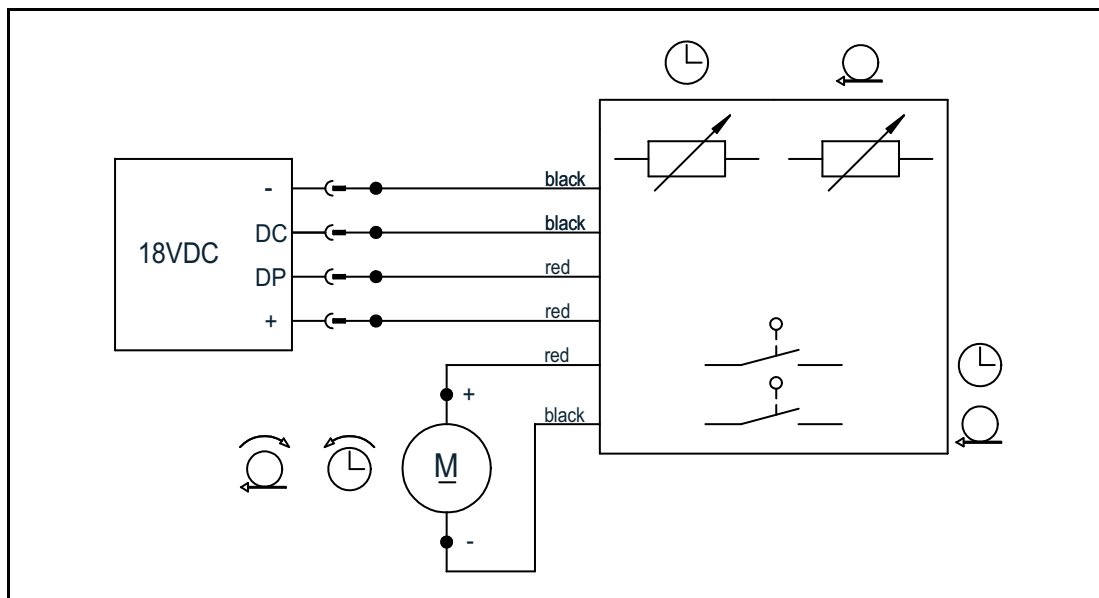 - black
DC black
18VDC
DP red
+ red
red
+
black
M
-